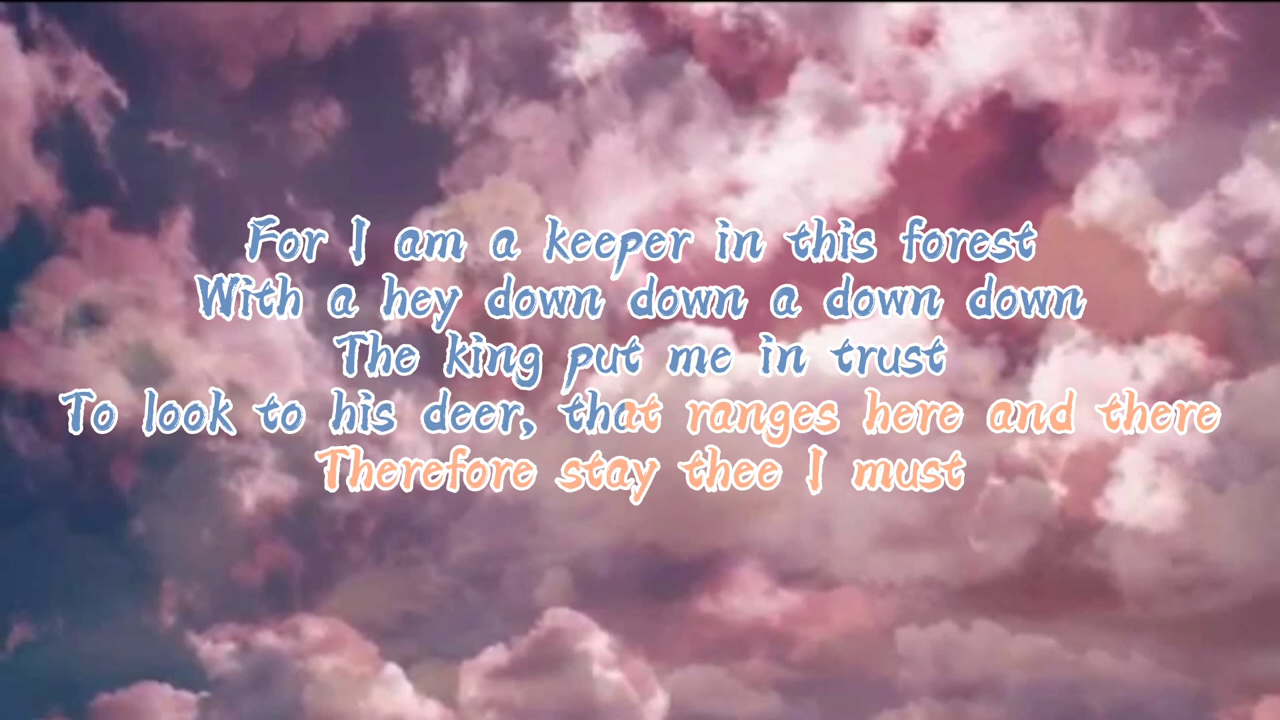 For I am a keeper in this forest
With a hey down down a down down
The king put me in trust
To look to his deer, that ranges here and there
Therefore stay thee I must